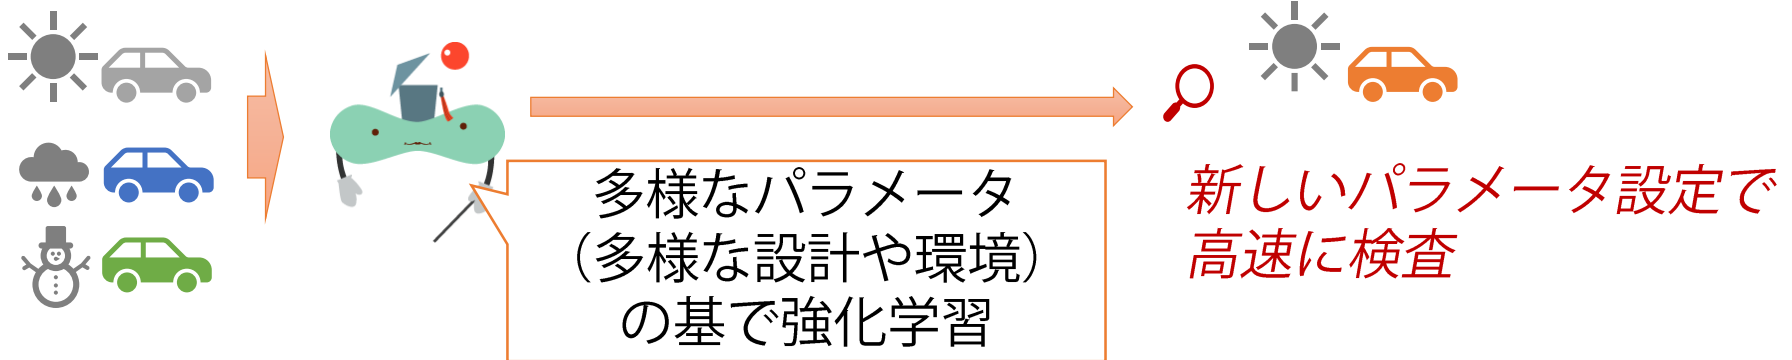 多様なパラメータ
（多様な設計や環境）
の基で強化学習
新しいパラメータ設定で
高速に検査